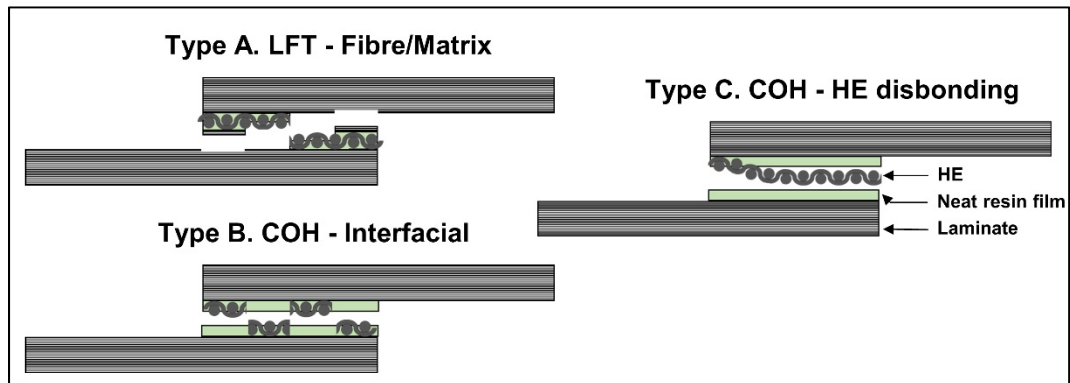 Type A. LFT - Fibre/Matrix
Type B. COH - Interfacial
Type C. COH - HE disbonding
HE
Neat resin film
Laminate